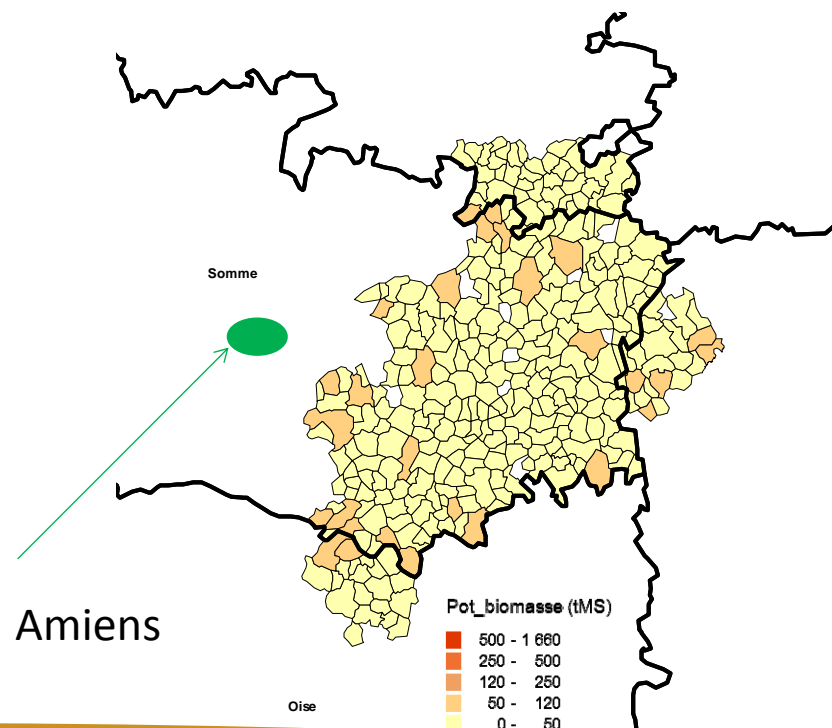 Somme
Amiens
Pot_biomasse (tMS)
500 - 1 660
250 - 500
120 - 250
50 - 120
0 - 50
Oise